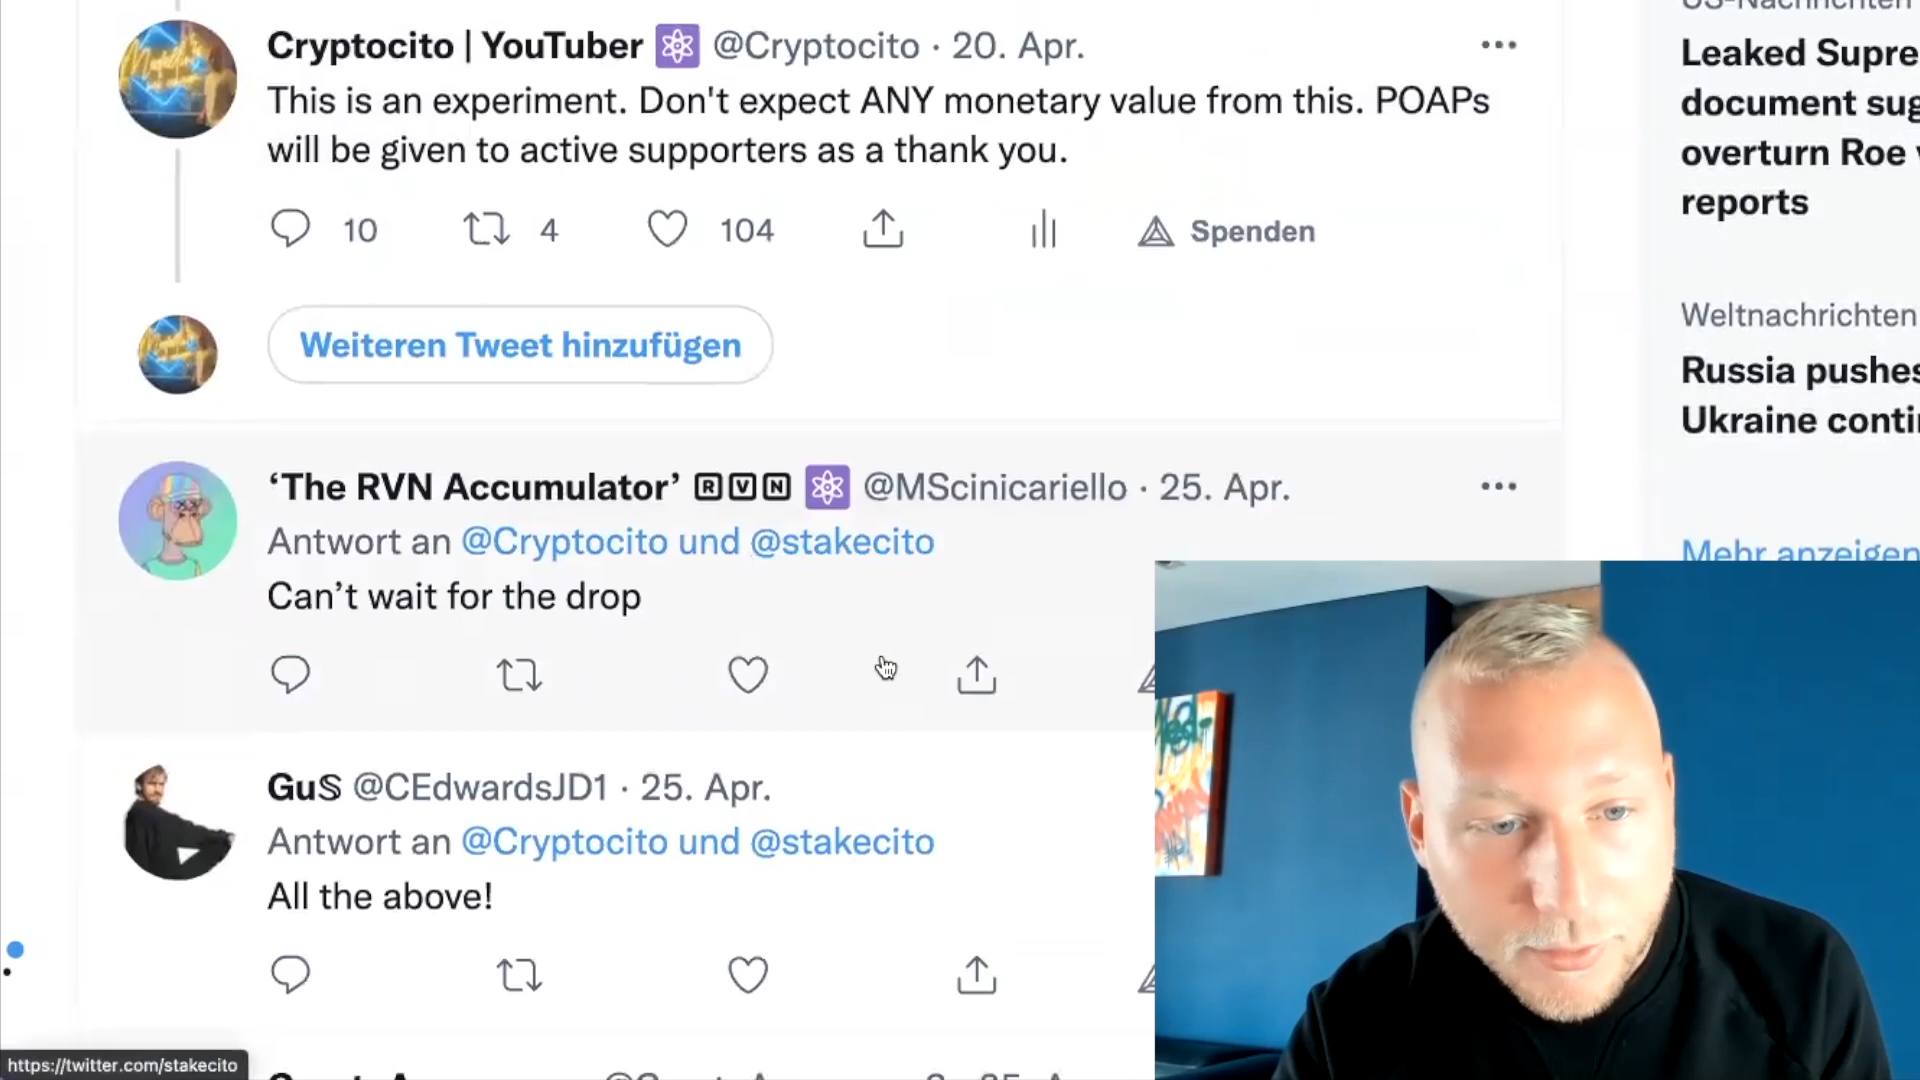 Cryptocito | YouTuber ⚛ @Cryptocito · 20. Apr.
This is an experiment. Don't expect ANY monetary value from this. POAPs
will be given to active supporters as a thank you.
10 4 104 Spenden
Weiteren Tweet hinzufügen
‘The RVN Accumulator’ 🅁🅅🄽 ⚛ @MScinicariello · 25. Apr.
Antwort an @Cryptocito und @stakecito
Can’t wait for the drop
Gus @CEdwardsJD1 · 25. Apr.
Antwort an @Cryptocito und @stakecito
All the above!
https://twitter.com/stakecito
US-Nachrichten
Leaked Supre
document sug
overturn Roe v
reports
Weltnachrichten
Russia pushes
Ukraine conti
Mehr anzeigen